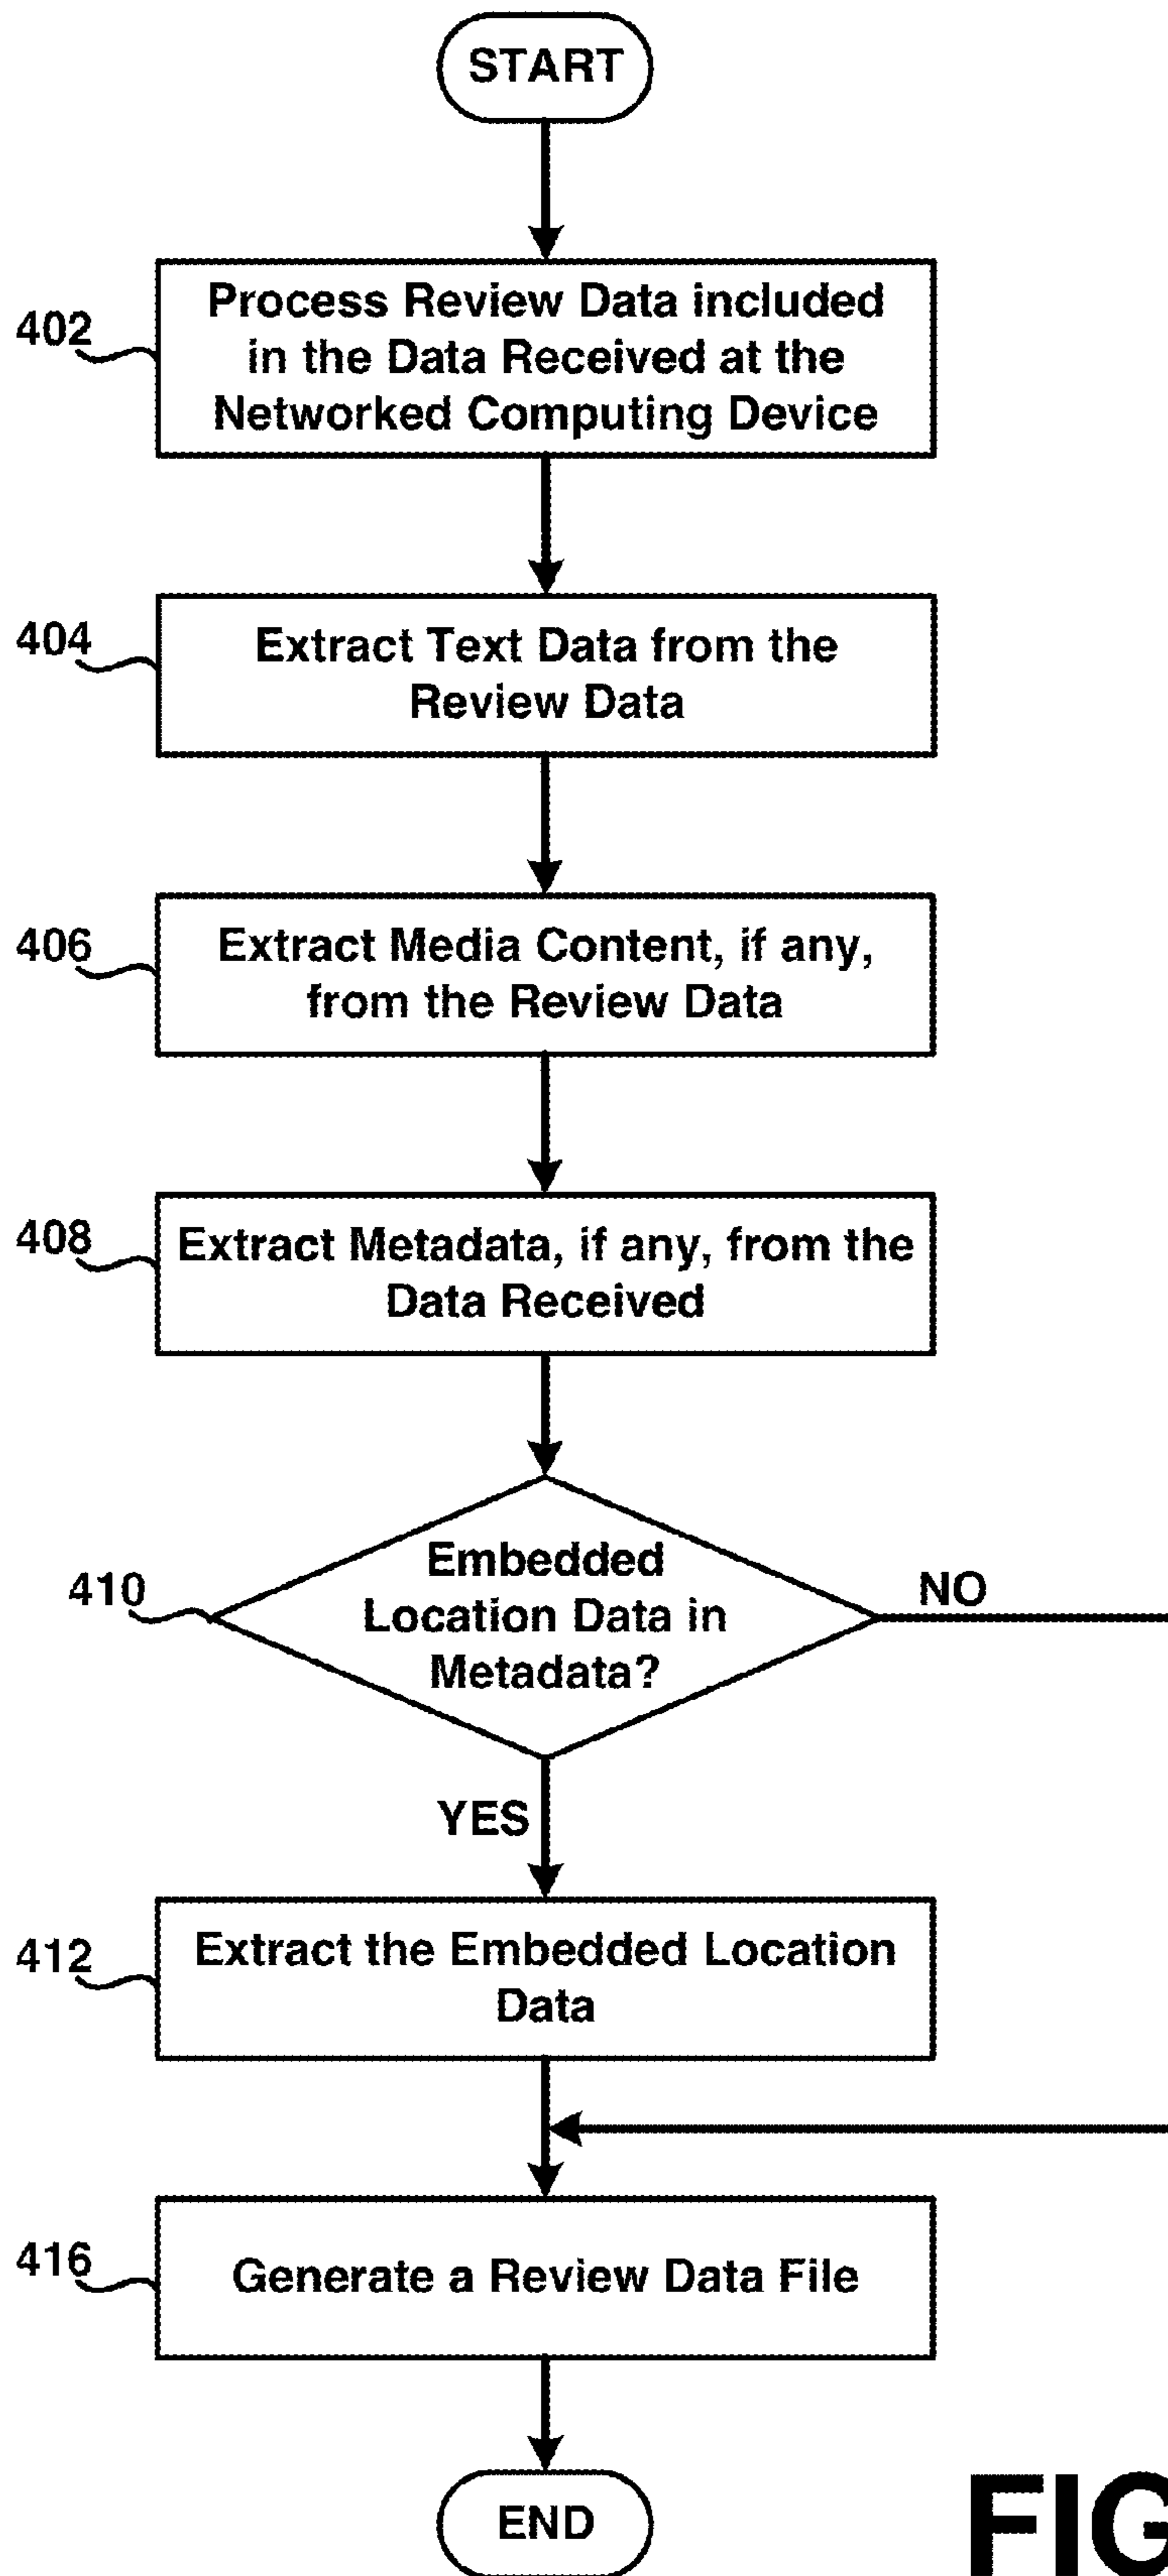 START
402
Process Review Data included
in the Data Received at the
Networked Computing Device
404
Extract Text Data from the
Review Data
406
Extract Media Content, if any,
from the Review Data
408
Extract Metadata, if any, from the
Data Received
410
Embedded
Location Data in
Metadata?
NO
YES
412
Extract the Embedded Location
Data
416
Generate a Review Data File
END
FIG